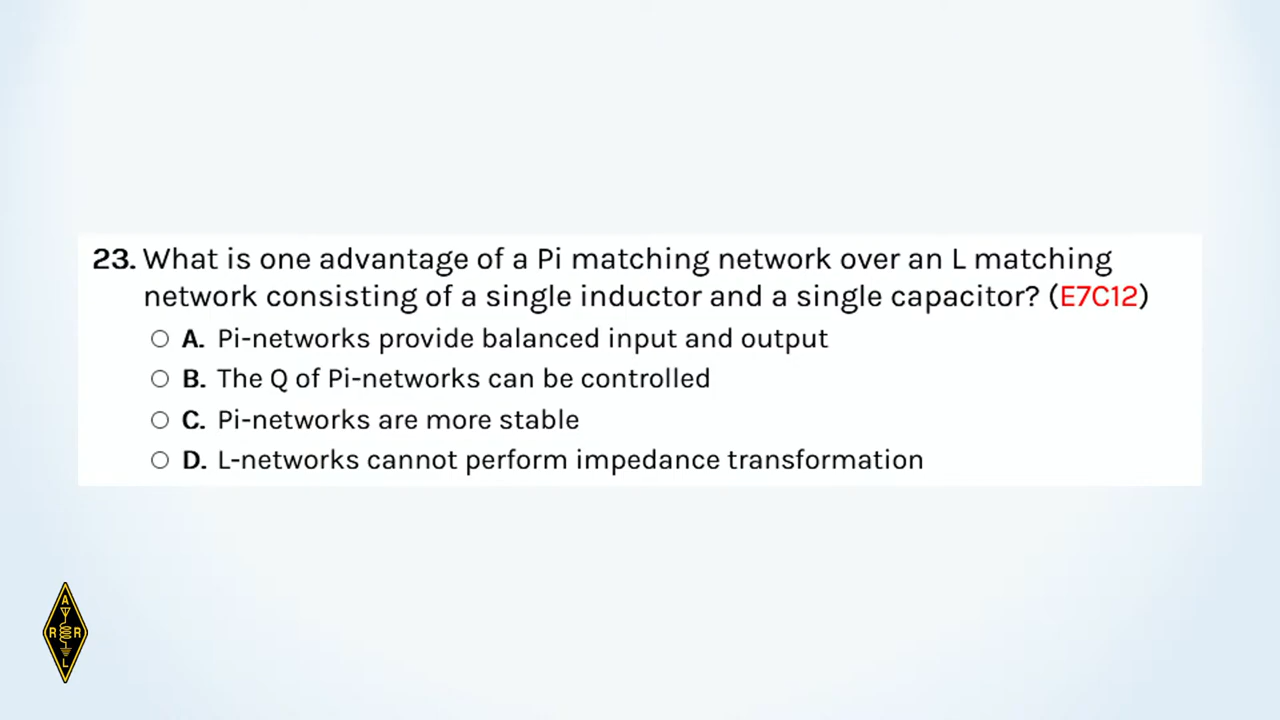 23. What is one advantage of a Pi matching network over an L matching
network consisting of a single inductor and a single capacitor? (E7C12)
A. Pi-networks provide balanced input and output
B. The Q of Pi-networks can be controlled
C. Pi-networks are more stable
D. L-networks cannot perform impedance transformation
A
R R
L